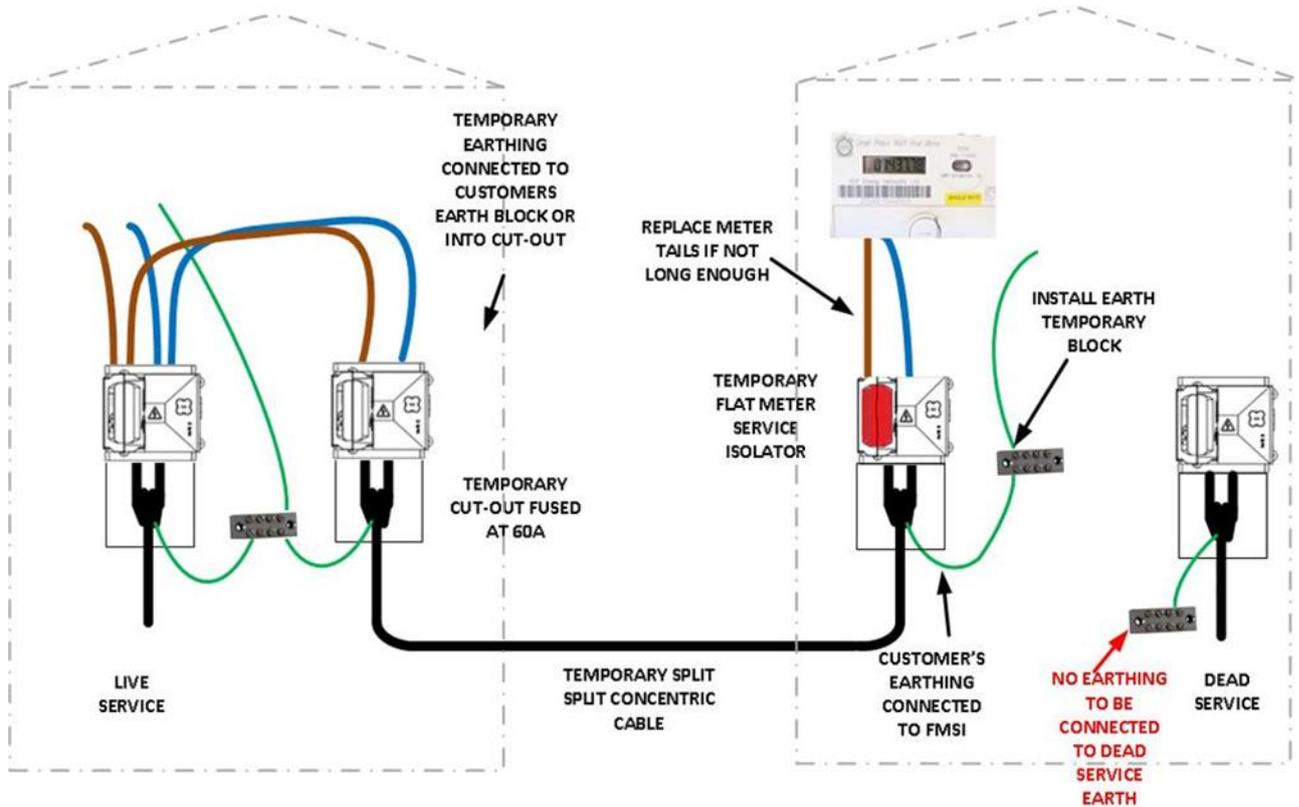 TEMPORARY
EARTHING
CONNECTED TO
CUSTOMERS
EARTH BLOCK OR
INTO CUT-OUT
REPLACE METER
TAILS IF NOT
LONG ENOUGH
INSTALL EARTH
TEMPORARY
BLOCK
TEMPORARY
FLAT METER
SERVICE
ISOLATOR
TEMPORARY
CUT-OUT FUSED
AT 60A
LIVE
SERVICE
TEMPORARY SPLIT
SPLIT CONCENTRIC
CABLE
CUSTOMER'S
EARTHING
CONNECTED
TO FMSI
NO EARTHING
TO BE
CONNECTED
TO DEAD
SERVICE
EARTH
DEAD
SERVICE